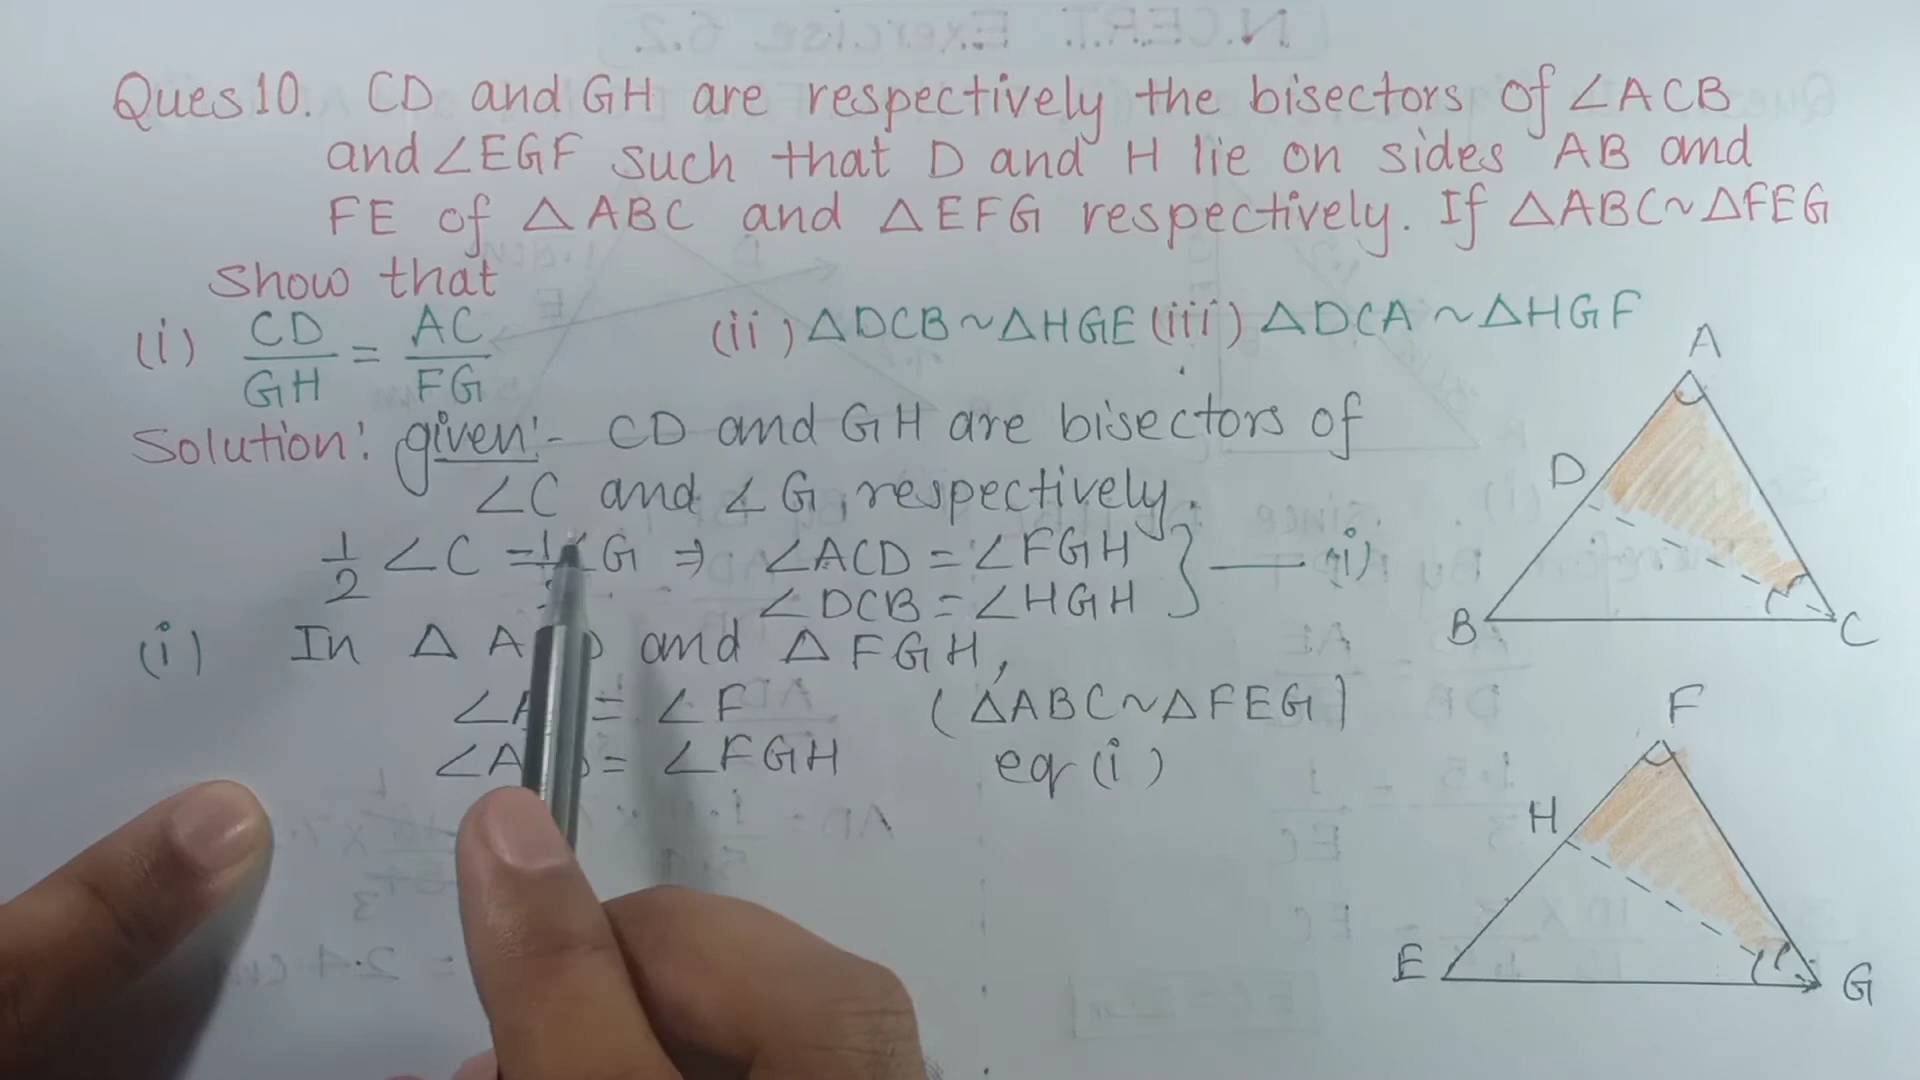 Ques 10. CD and GH are respectively the bisectors of ∠ACB
and ∠EGF such that D and H lie on sides AB and
FE of △ABC and △EFG respectively. If △ABC ~ △FEG
Show that
(i) CD/GH = AC/FG (ii) △DCB ~ △HGE (iii) △DCA ~ △HGF
Solution: given:- CD and GH are bisectors of
∠C and ∠G, respectively.
1/2 ∠C = 1/ ∠G ⇒ ∠ACD = ∠FGH } — (i)
∠DCB = ∠HGH
(i) In △ A D and △ FGH,
∠A = ∠F (△ABC ~ △FEG)
∠A D = ∠FGH eq (i)
A
D
B
C
F
H
E
G